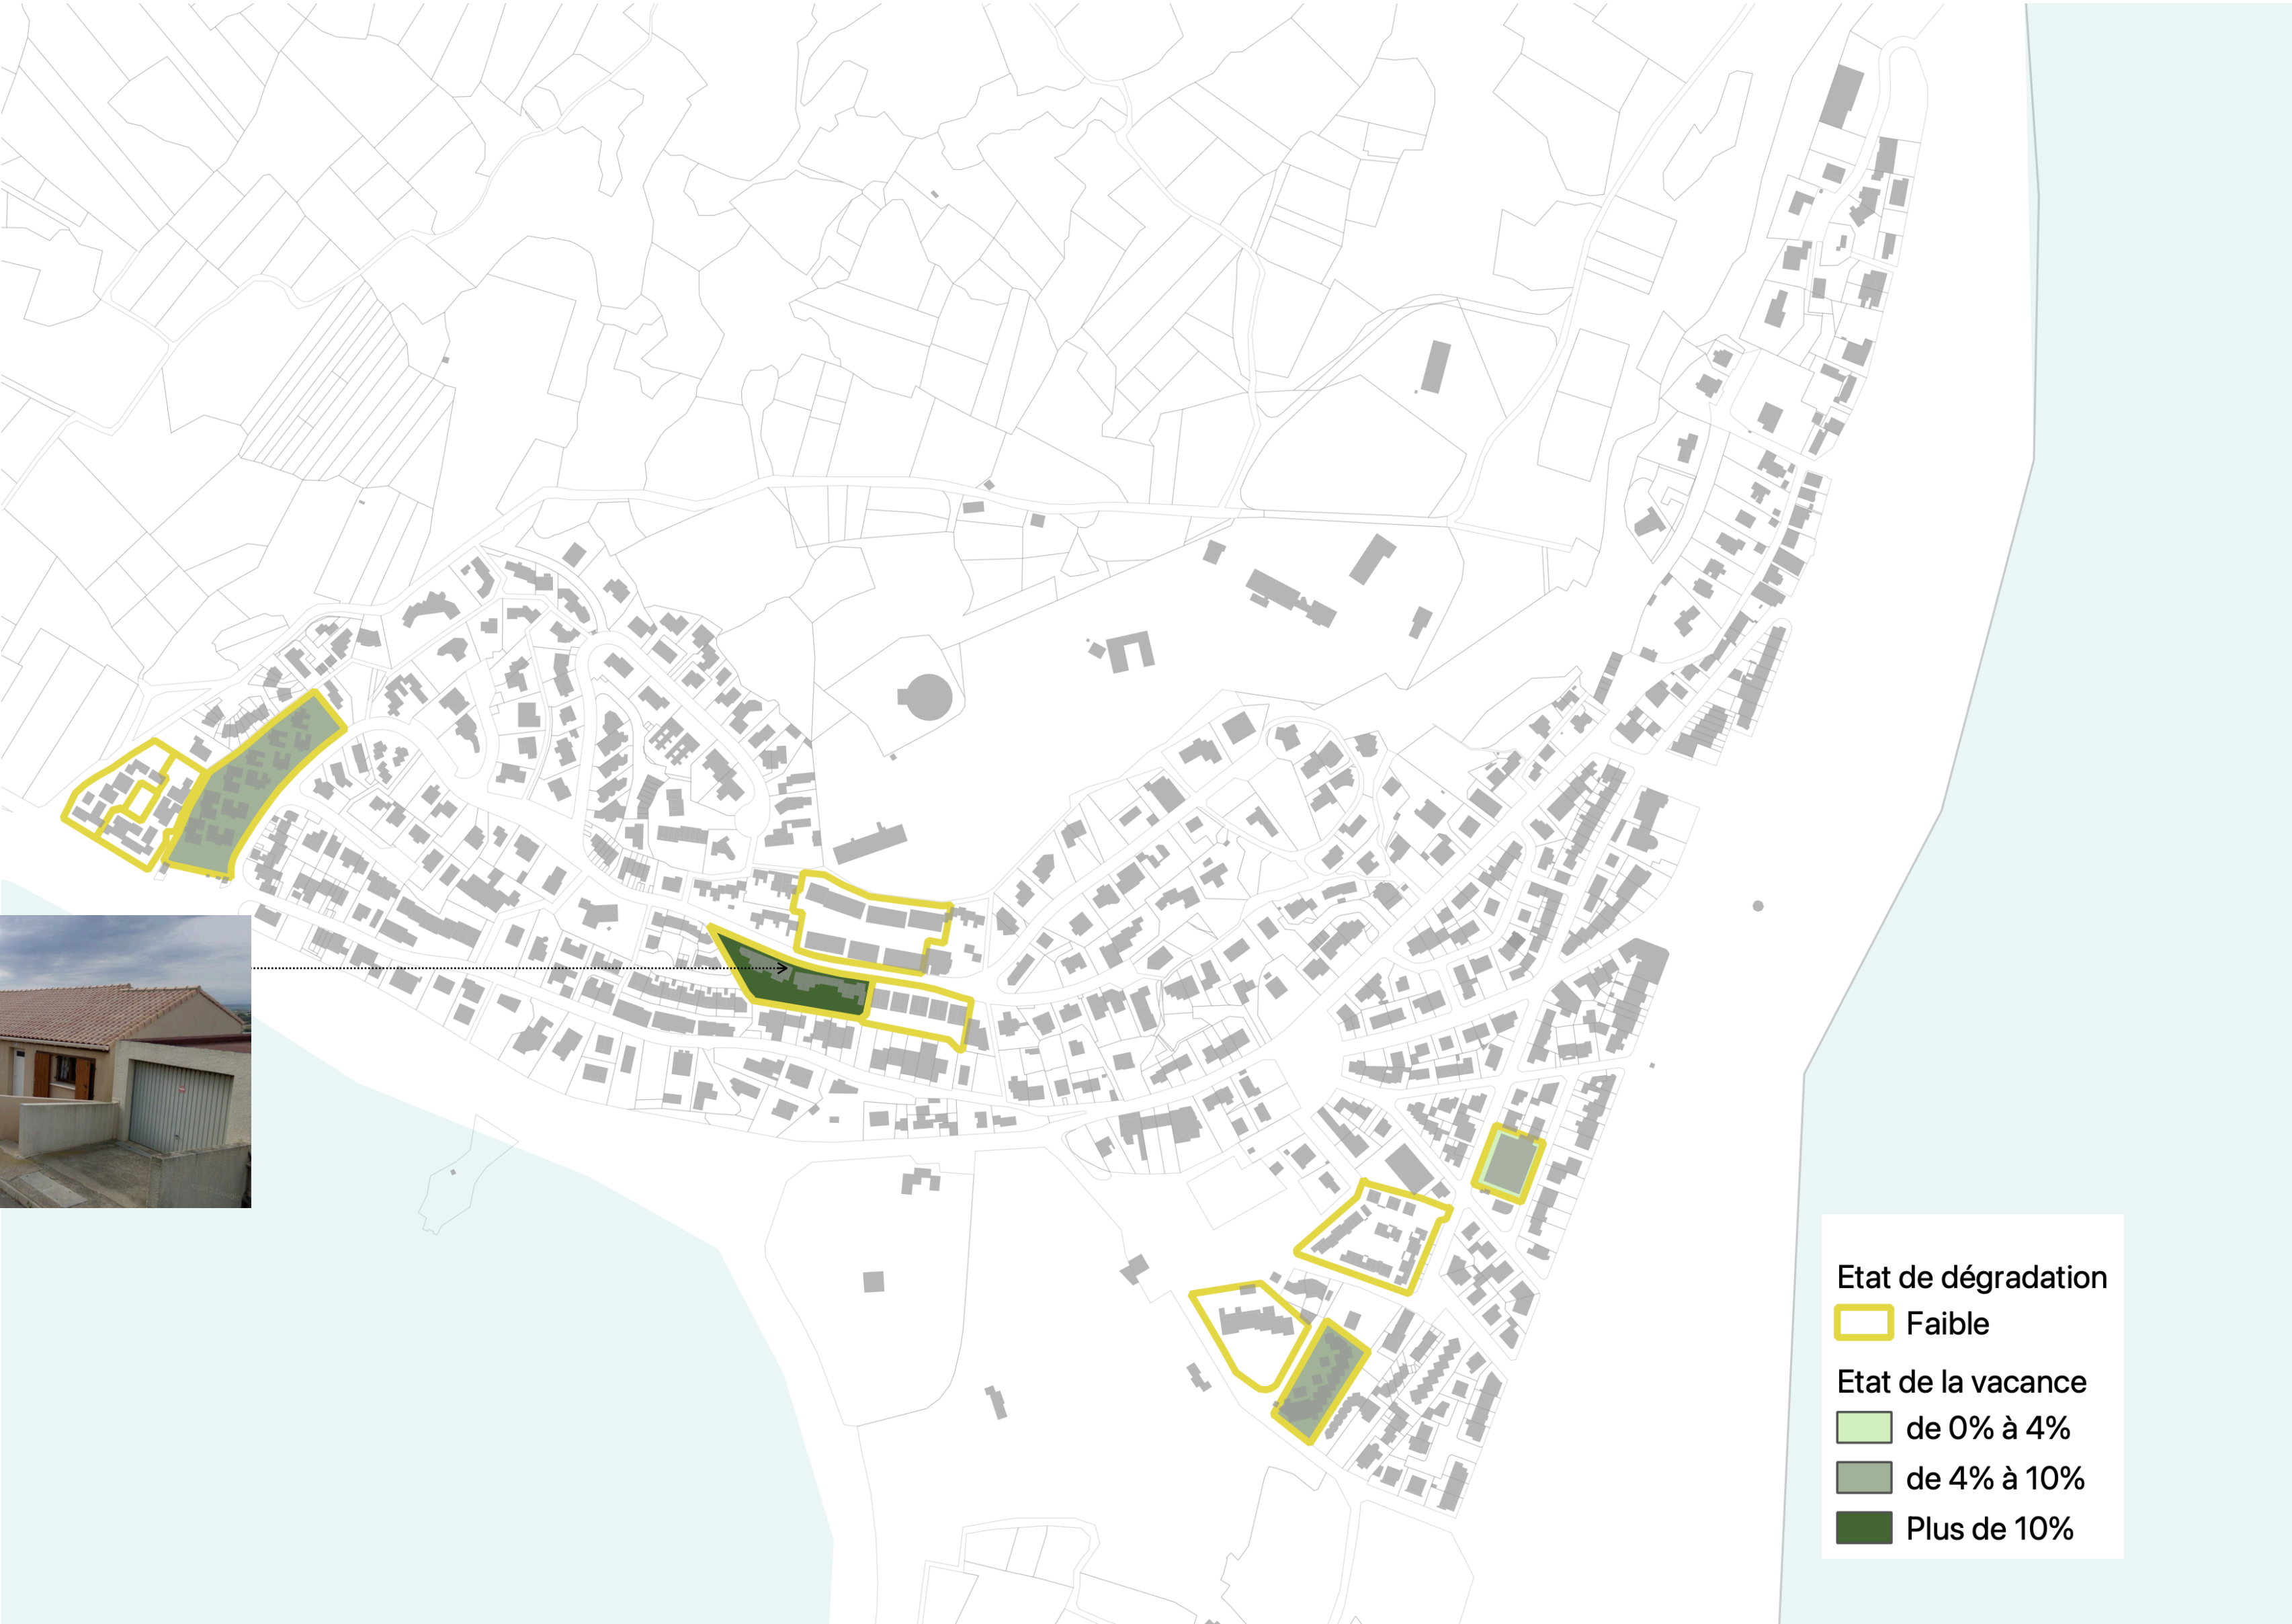 Etat de dégradation
Faible
Etat de la vacance
de 0% à 4%
de 4% à 10%
Plus de 10%